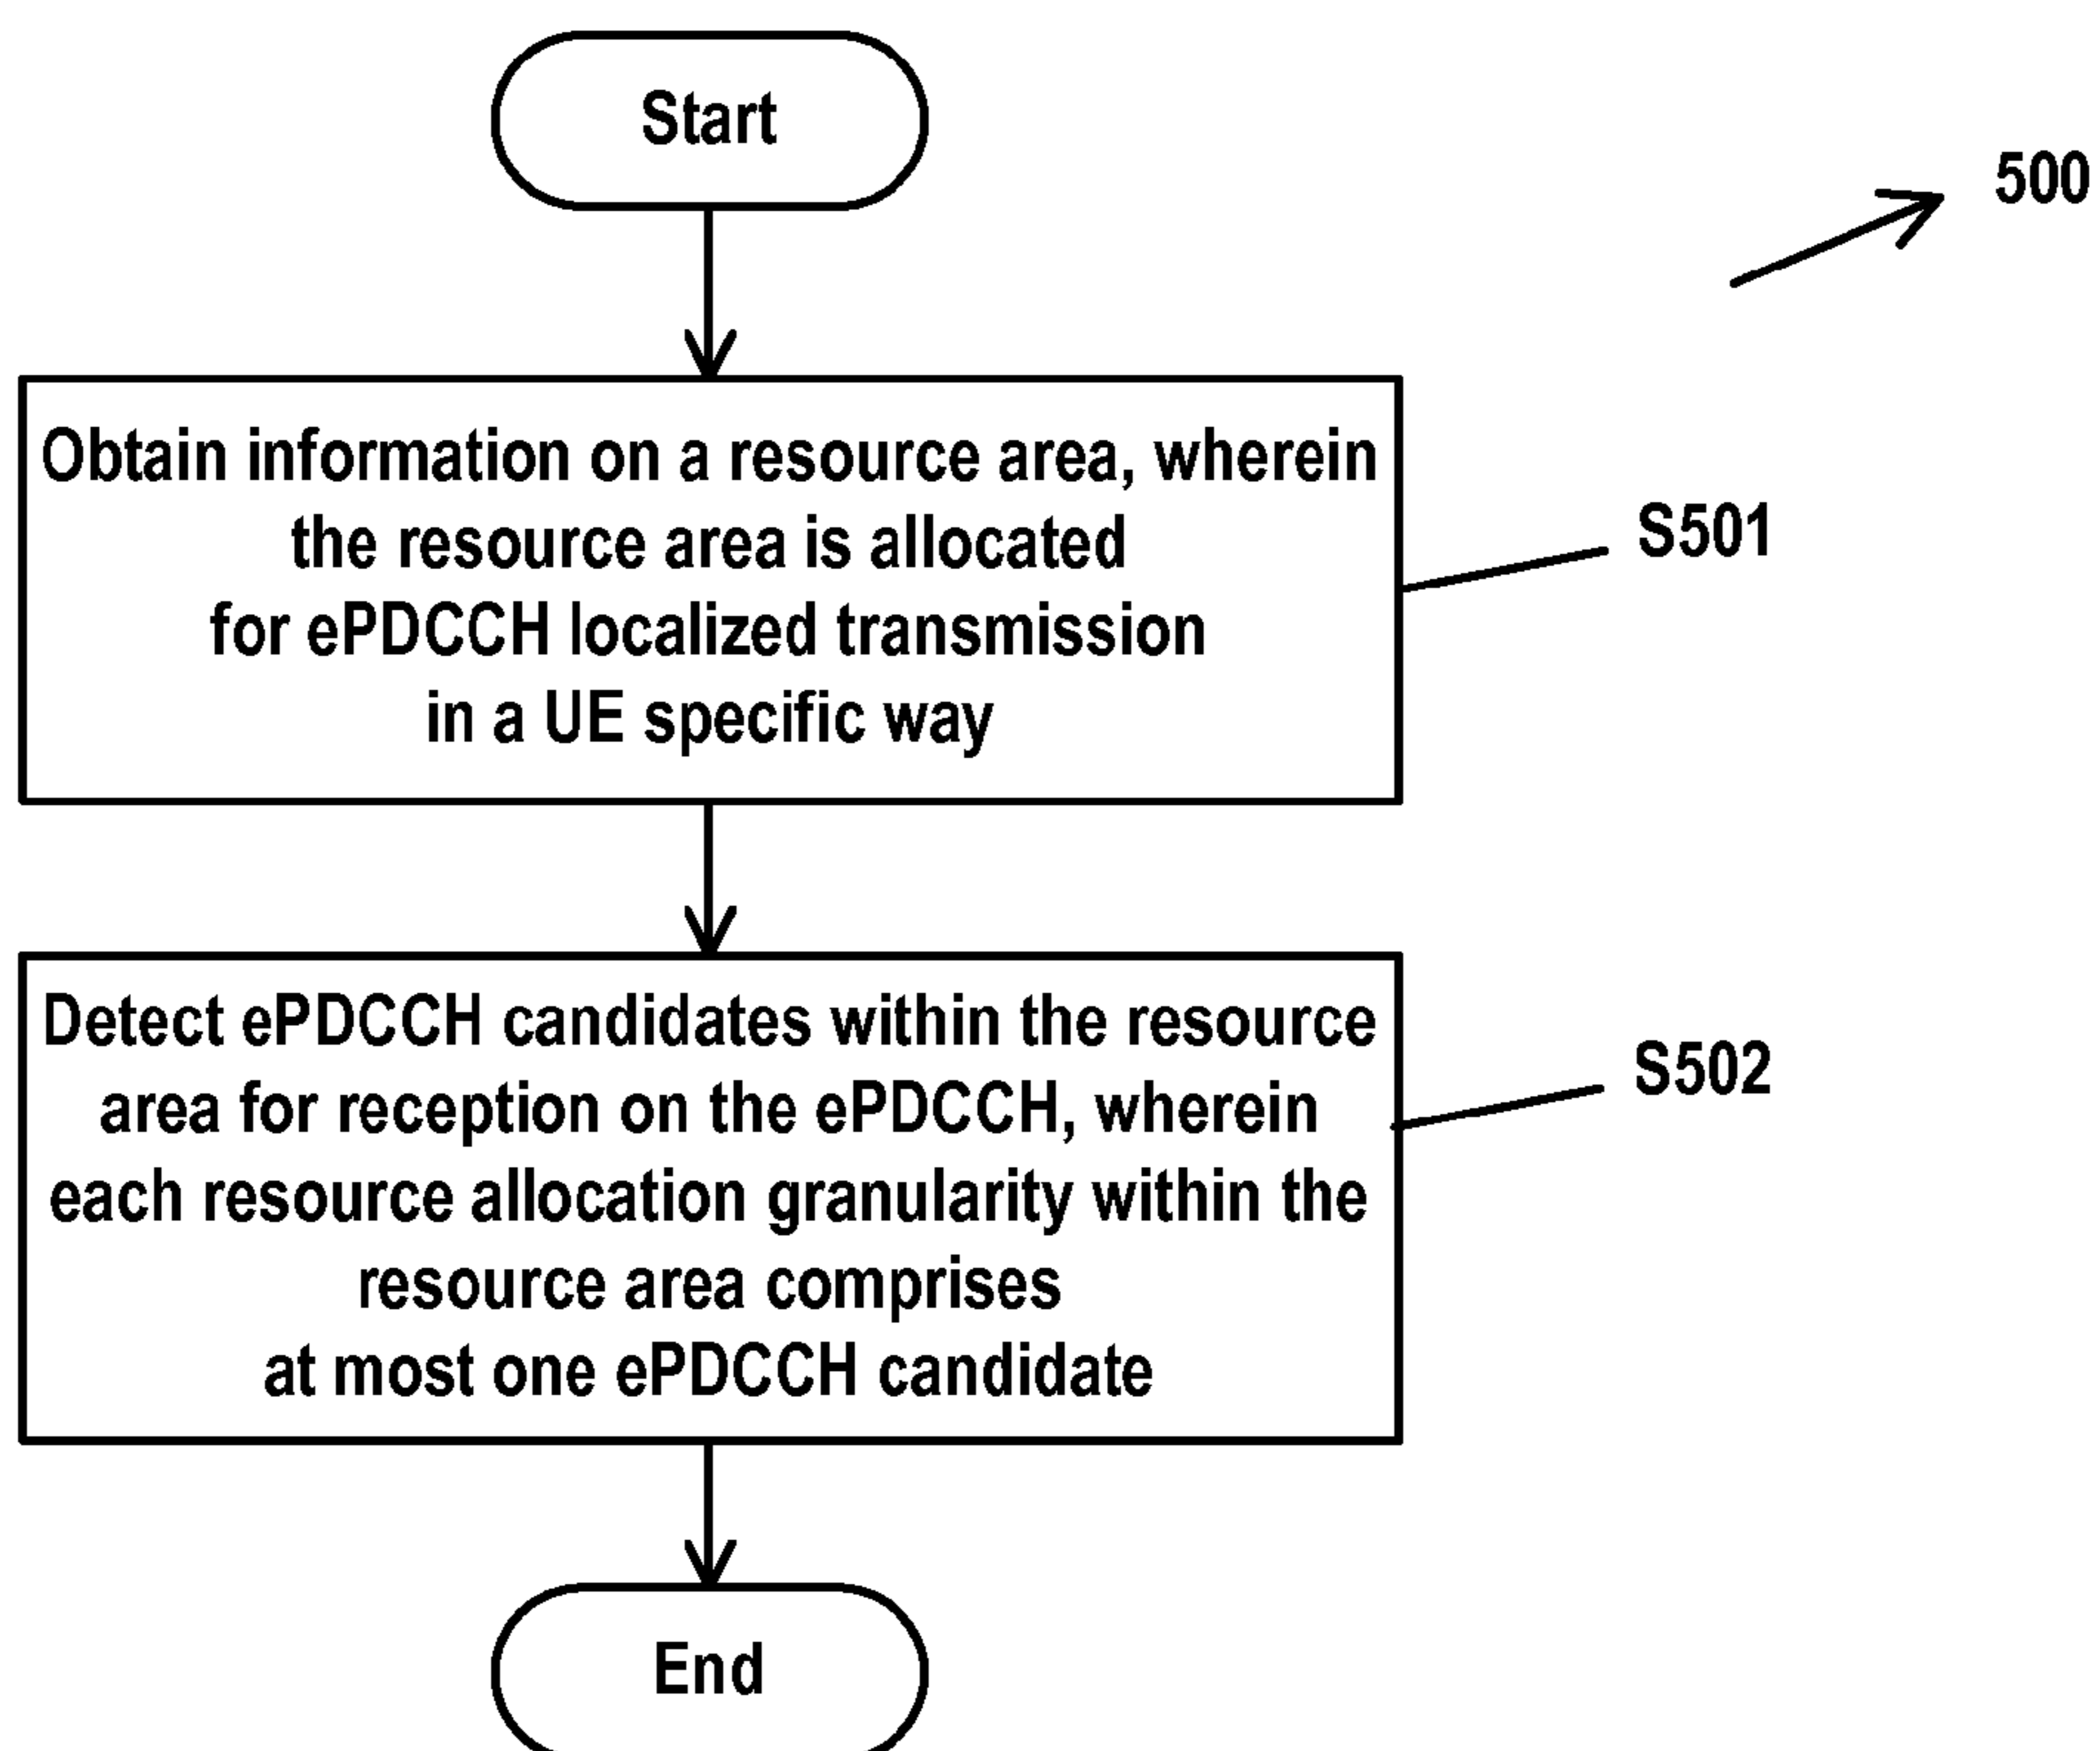 Start
500
Obtain information on a resource area, wherein
the resource area is allocated
for ePDCCH localized transmission
in a UE specific way
S501
Detect ePDCCH candidates within the resource
area for reception on the ePDCCH, wherein
each resource allocation granularity within the
resource area comprises
at most one ePDCCH candidate
S502
End